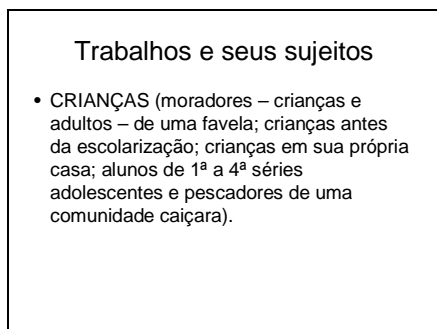 Trabalhos e seus sujeitos
• CRIANÇAS (moradores – crianças e
adultos – de uma favela; crianças antes
da escolarização; crianças em sua própria
casa; alunos de 1ª a 4ª séries
adolescentes e pescadores de uma
comunidade caiçara).